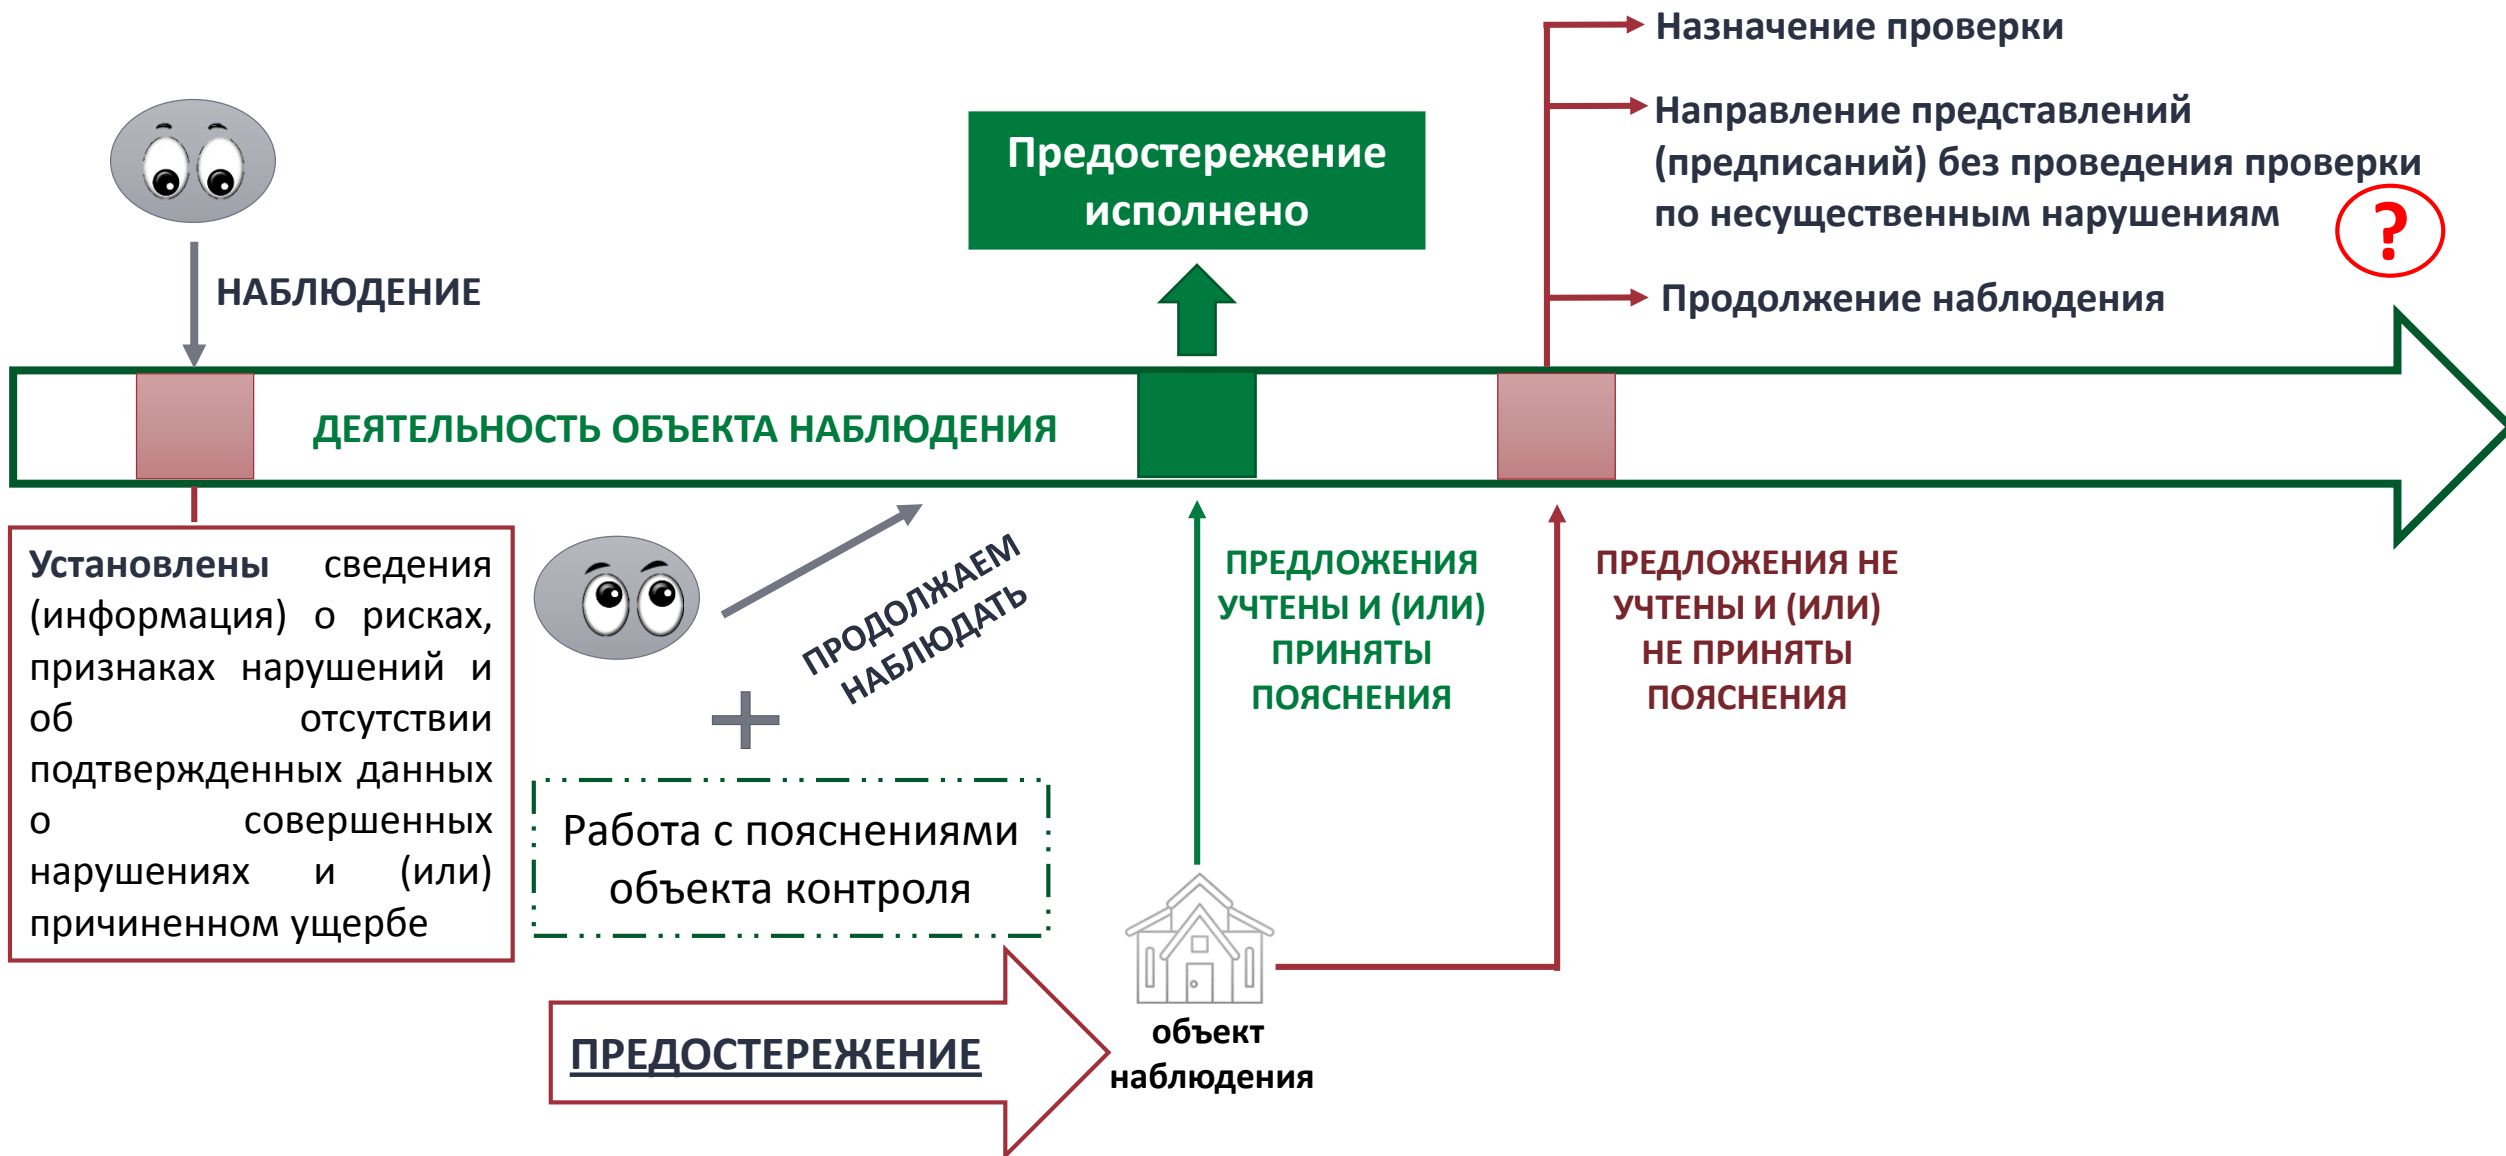 Назначение проверки
Направление представлений
(предписаний) без проведения проверки
по несущественным нарушениям
?
Продолжение наблюдения
Предостережение
исполнено
НАБЛЮДЕНИЕ
ДЕЯТЕЛЬНОСТЬ ОБЪЕКТА НАБЛЮДЕНИЯ
Установлены сведения
(информация) о рисках,
признаках нарушений и
об отсутствии
подтвержденных данных
о совершенных
нарушениях и (или)
причиненном ущербе
ПРОДОЛЖАЕМ
НАБЛЮДАТЬ
Работа с пояснениями
объекта контроля
ПРЕДОСТЕРЕЖЕНИЕ
объект
наблюдения
ПРЕДЛОЖЕНИЯ
УЧТЕНЫ И (ИЛИ)
ПРИНЯТЫ
ПОЯСНЕНИЯ
ПРЕДЛОЖЕНИЯ НЕ
УЧТЕНЫ И (ИЛИ)
НЕ ПРИНЯТЫ
ПОЯСНЕНИЯ